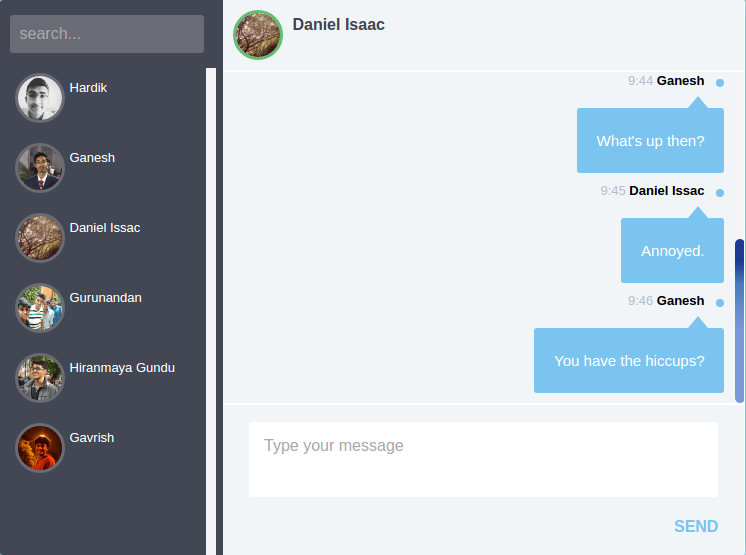 search...
Hardik
Ganesh
Daniel Issac
Gurunandan
Hiranmaya Gundu
Gavrish
Daniel Isaac
9:44 Ganesh
What's up then?
9:45 Daniel Issac
Annoyed.
9:46 Ganesh
You have the hiccups?
Type your message
SEND